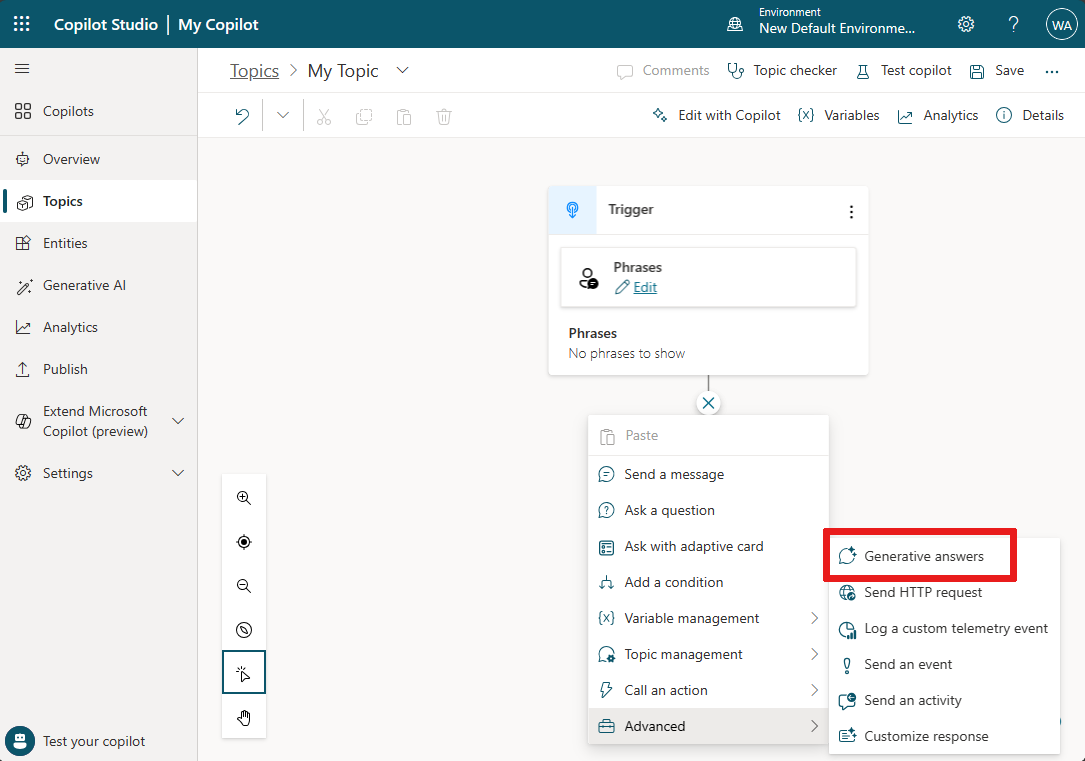 Copilot Studio | My Copilot
Environment
New Default Environme...
?
WA
Topics > My Topic
Comments
Topic checker
Test copilot
Save
...
Edit with Copilot
{x} Variables
Analytics
Details
Copilots
Overview
Topics
Entities
Generative AI
Analytics
Publish
Extend Microsoft
Copilot (preview)
Settings
Test your copilot
Trigger
Phrases
Edit
Phrases
No phrases to show
Paste
Send a message
Ask a question
Ask with adaptive card
Add a condition
{x} Variable management
Topic management
Call an action
Advanced
Generative answers
Send HTTP request
Log a custom telemetry event
Send an event
Send an activity
Customize response